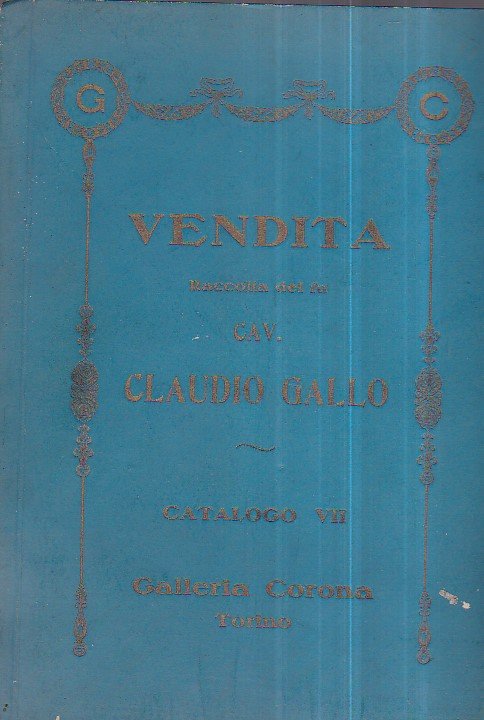 G C
VENDITA
Raccolta del fu
CAV.
CLAUDIO GALLO
CATALOGO VII
Galleria Corona
Torino